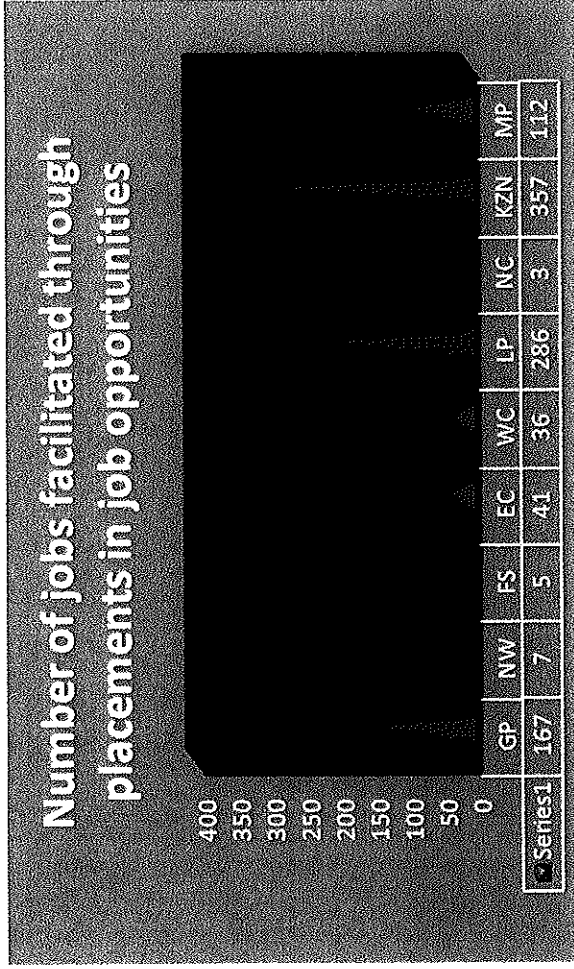 Number of jobs facilitated through
placements in job opportunities
400
350
300
250
200
150
100
50
0
GP NW FS EC WC LP NC KZN MP
Series1 167 7 5 41 36 286 3 357 112